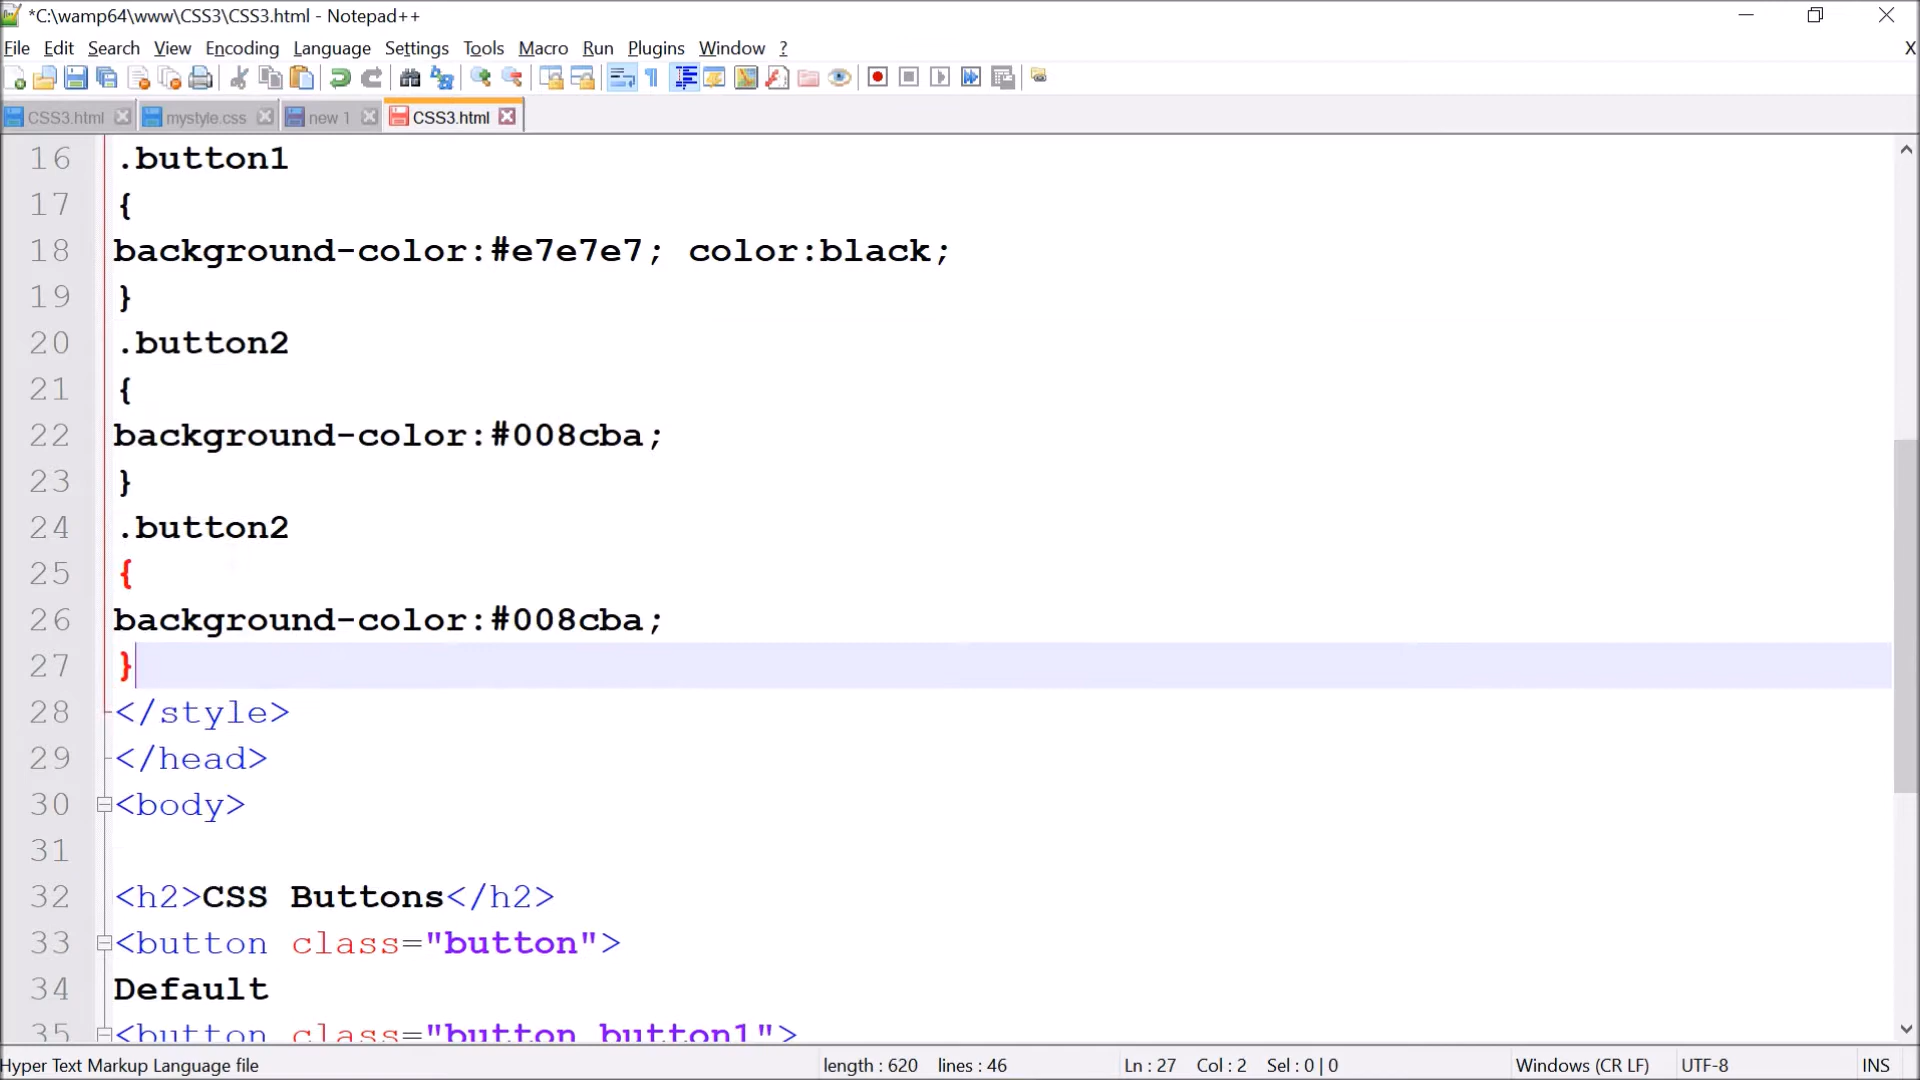 *C:\wamp64\www\CSS3\CSS3.html - Notepad++
File Edit Search View Encoding Language Settings Tools Macro Run Plugins Window ? X
CSS3.html mystyle.css new 1 CSS3.html
16 .button1
17 {
18 background-color:#e7e7e7; color:black;
19 }
20 .button2
21 {
22 background-color:#008cba;
23 }
24 .button2
25 {
26 background-color:#008cba;
27 }
28 </style>
29 </head>
30 <body>
31
32 <h2>CSS Buttons</h2>
33 <button class="button">
34 Default
35 <button class="button button1">
Hyper Text Markup Language file length : 620 lines : 46 Ln : 27 Col : 2 Sel : 0 | 0 Windows (CR LF) UTF-8 INS